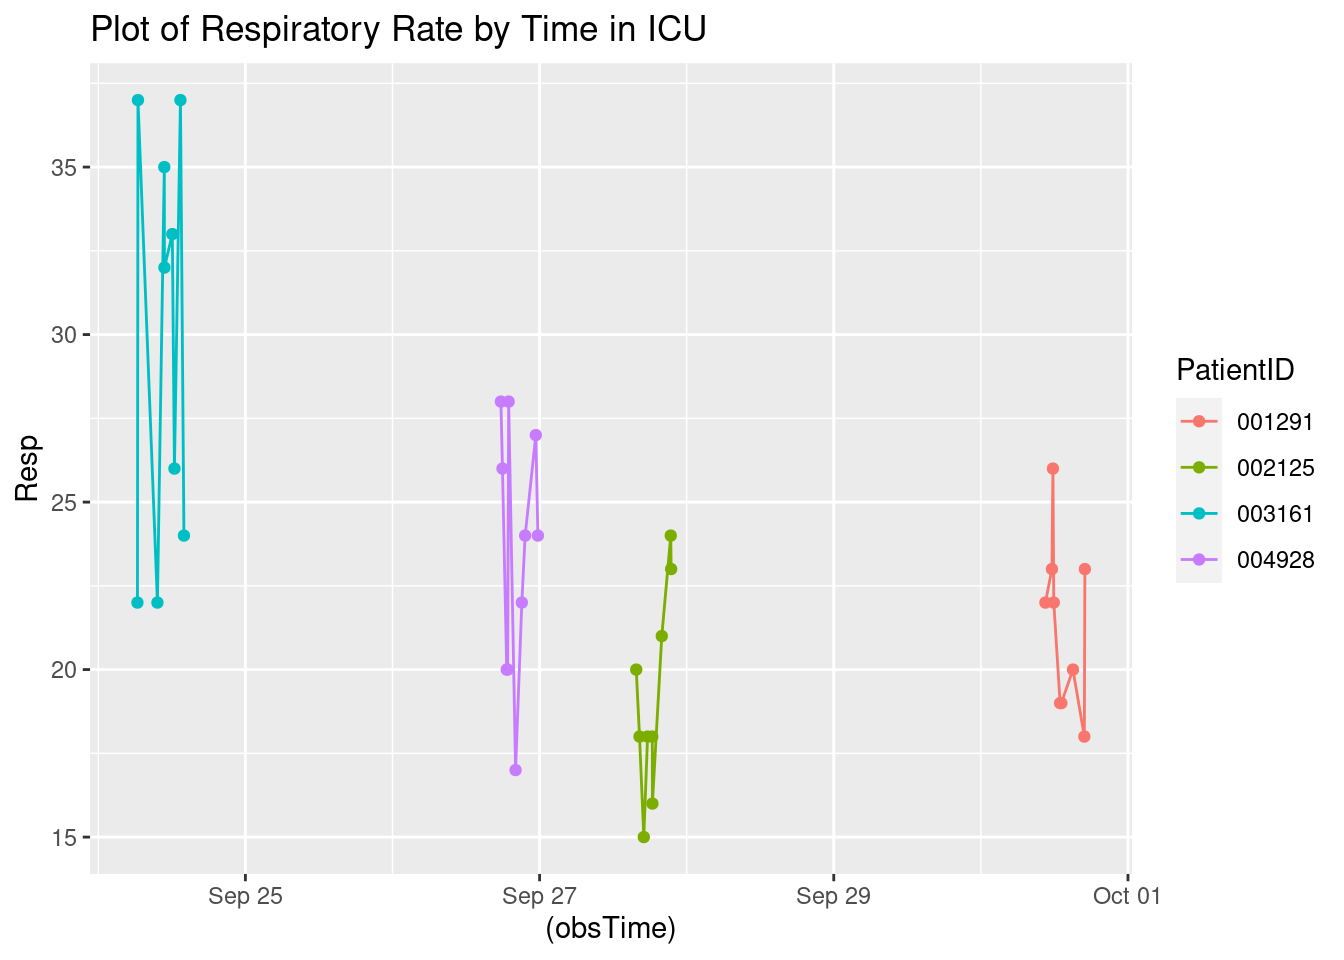 Plot of Respiratory Rate by Time in ICU
35
30
25
20
15
Resp
Sep 25
Sep 27
Sep 29
Oct 01
(obsTime)
PatientID
001291
002125
003161
004928